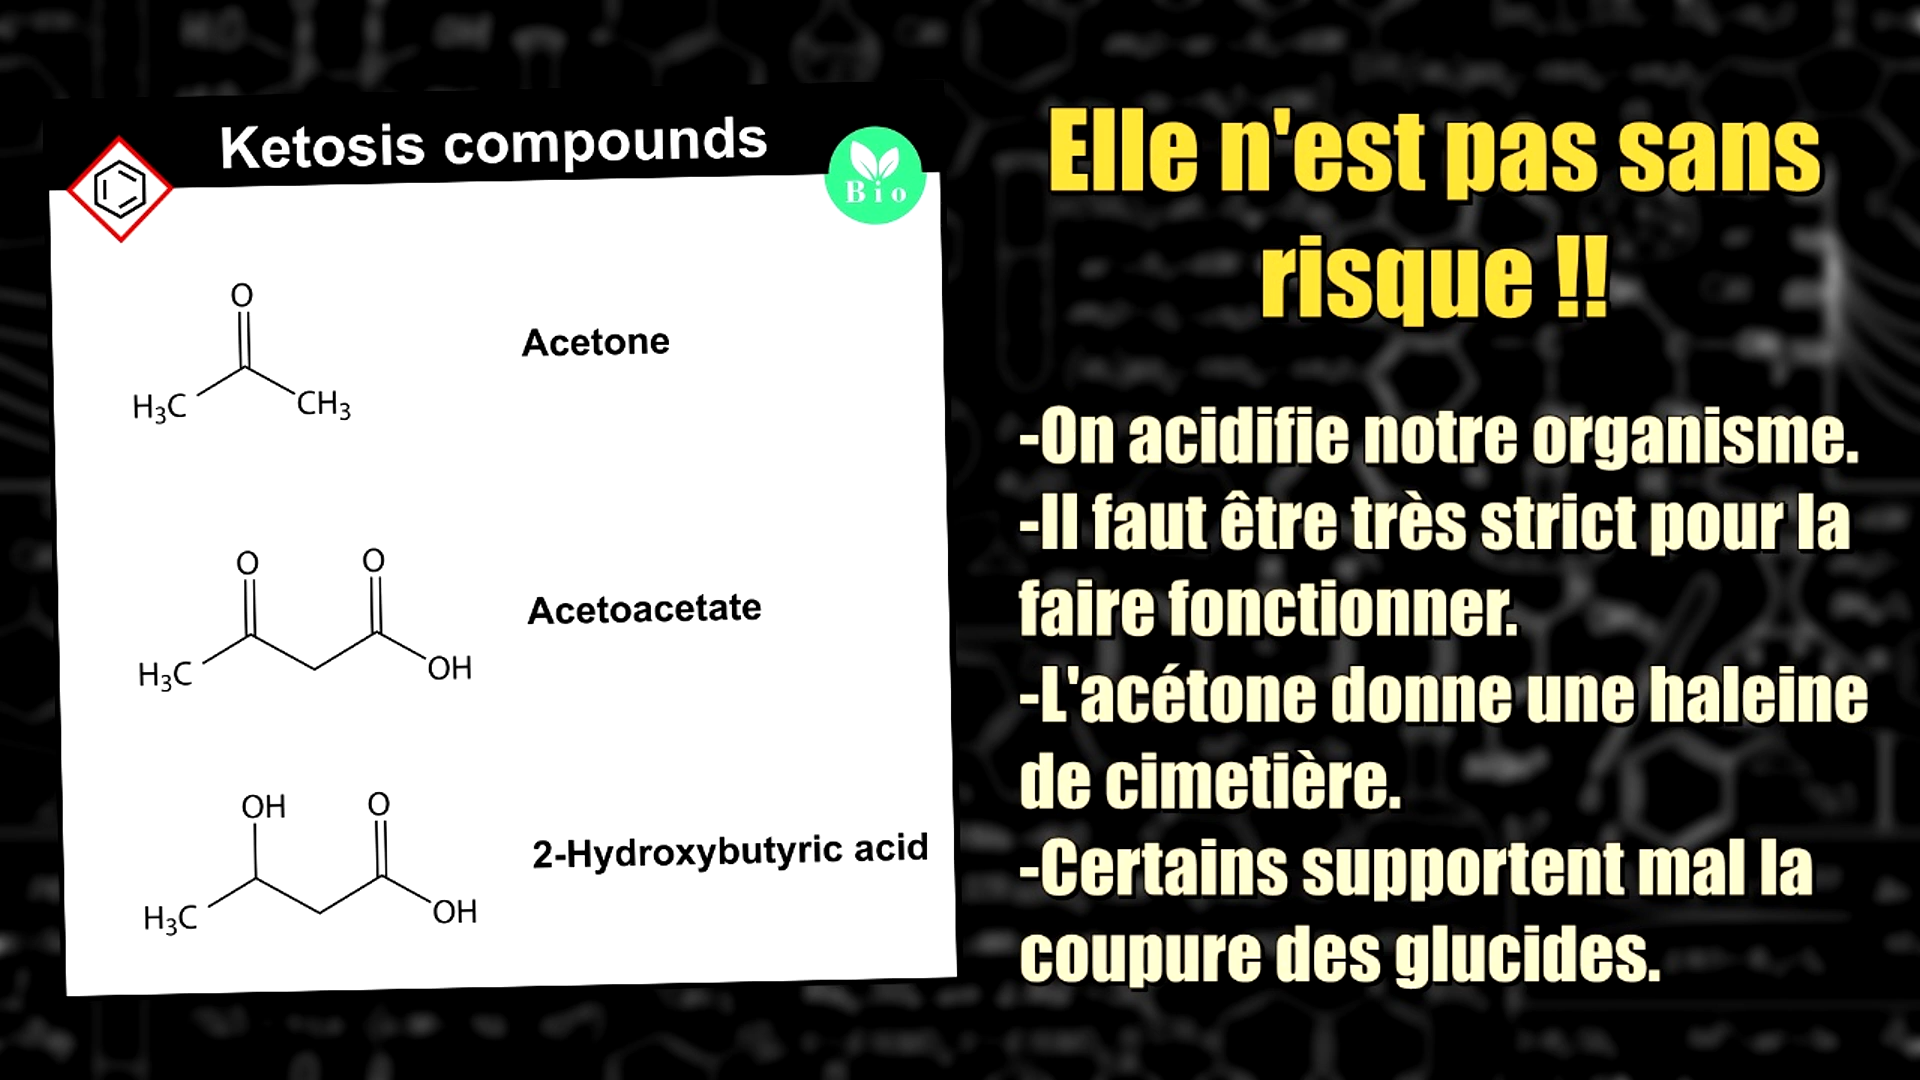 Ketosis compounds
Bio
O
H₃C CH₃
Acetone
O O
H₃C OH
Acetoacetate
OH O
H₃C OH
2-Hydroxybutyric acid
Elle n'est pas sans
risque !!
-On acidifie notre organisme.
-Il faut être très strict pour la
faire fonctionner.
-L'acétone donne une haleine
de cimetière.
-Certains supportent mal la
coupure des glucides.